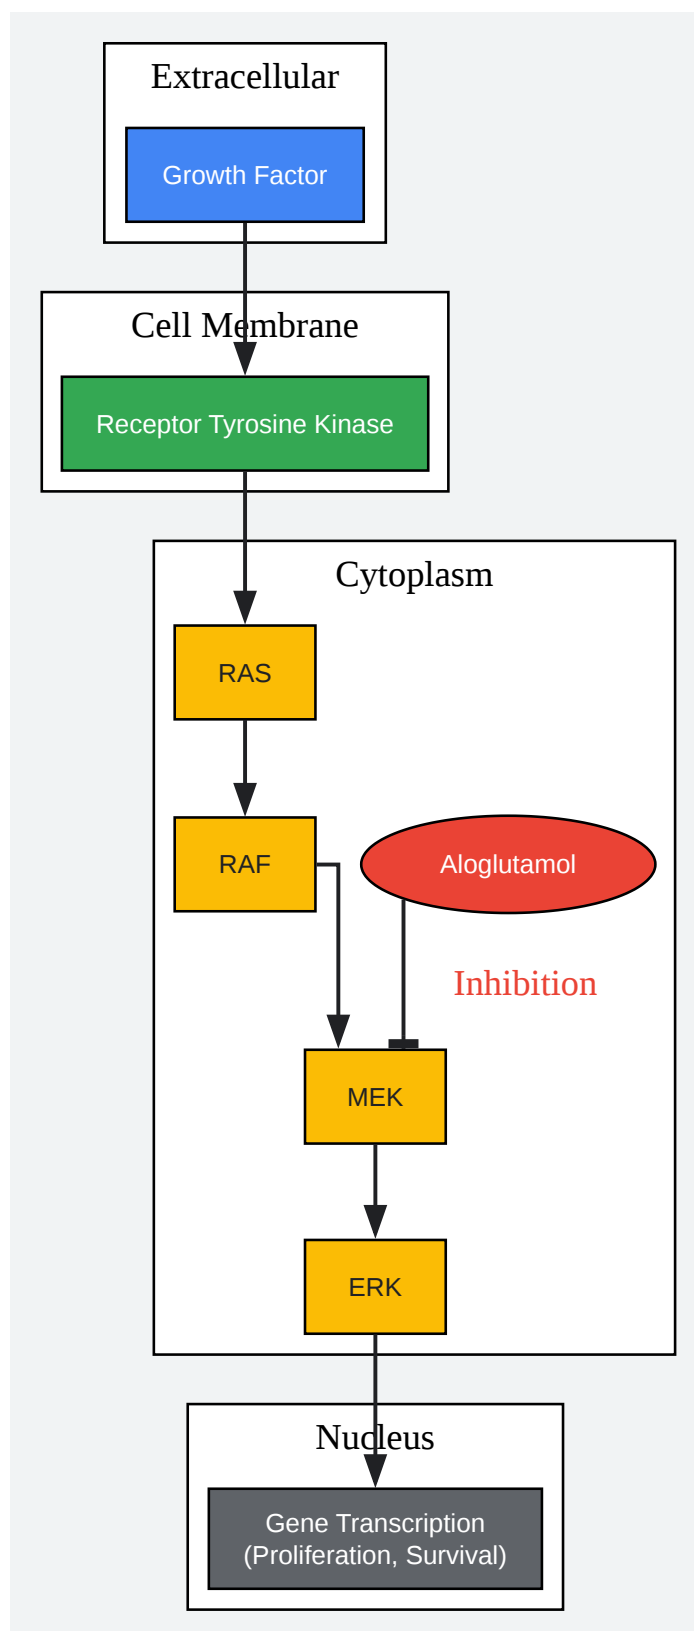 Extracellular
Growth Factor
Cell Membrane
Receptor Tyrosine Kinase
Cytoplasm
RAS
RAF
Aloglutamol
Inhibition
MEK
ERK
Nucleus
Gene Transcription
(Proliferation, Survival)